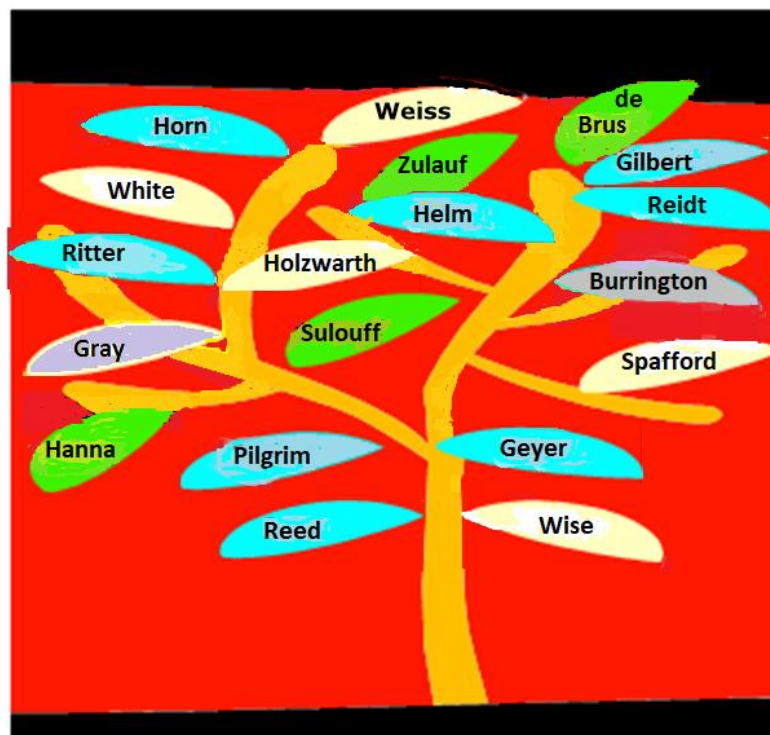 Weiss
de
Brus
Horn
Zulauf
Gilbert
White
Helm
Reidt
Ritter
Holzwarth
Burrington
Gray
Sulouff
Spafford
Hanna
Pilgrim
Geyer
Reed
Wise